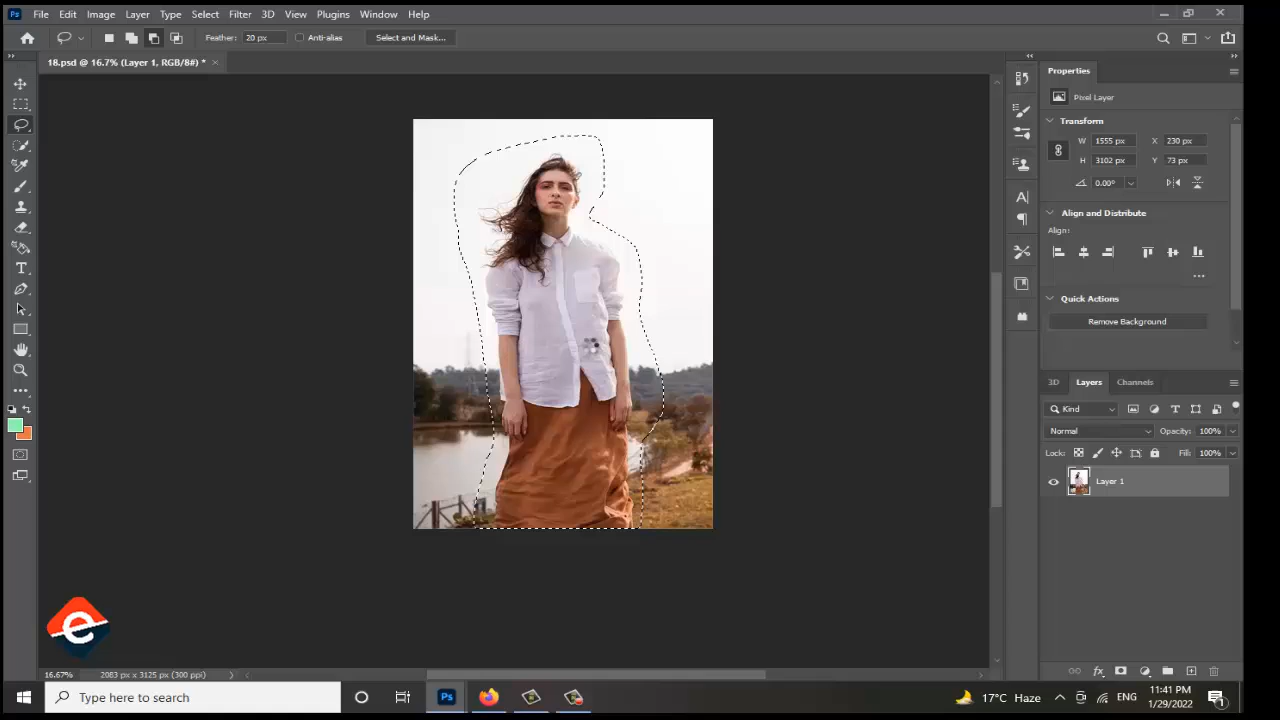 Ps File Edit Image Layer Type Select Filter 3D View Plugins Window Help
Feather: 20 px Anti-alias Select and Mask...
18.psd @ 16.7% (Layer 1, RGB/8#) *
Properties
Pixel Layer
Transform
W 1555 px X 230 px
H 3102 px Y 73 px
0.00°
Align and Distribute
Align:
Quick Actions
Remove Background
3D Layers Channels
Kind
Normal Opacity: 100%
Lock: Fill: 100%
Layer 1
e
16.67% 2083 px x 3125 px (300 ppi)
Type here to search
Ps
17°C Haze
ENG
11:41 PM
1/29/2022
1